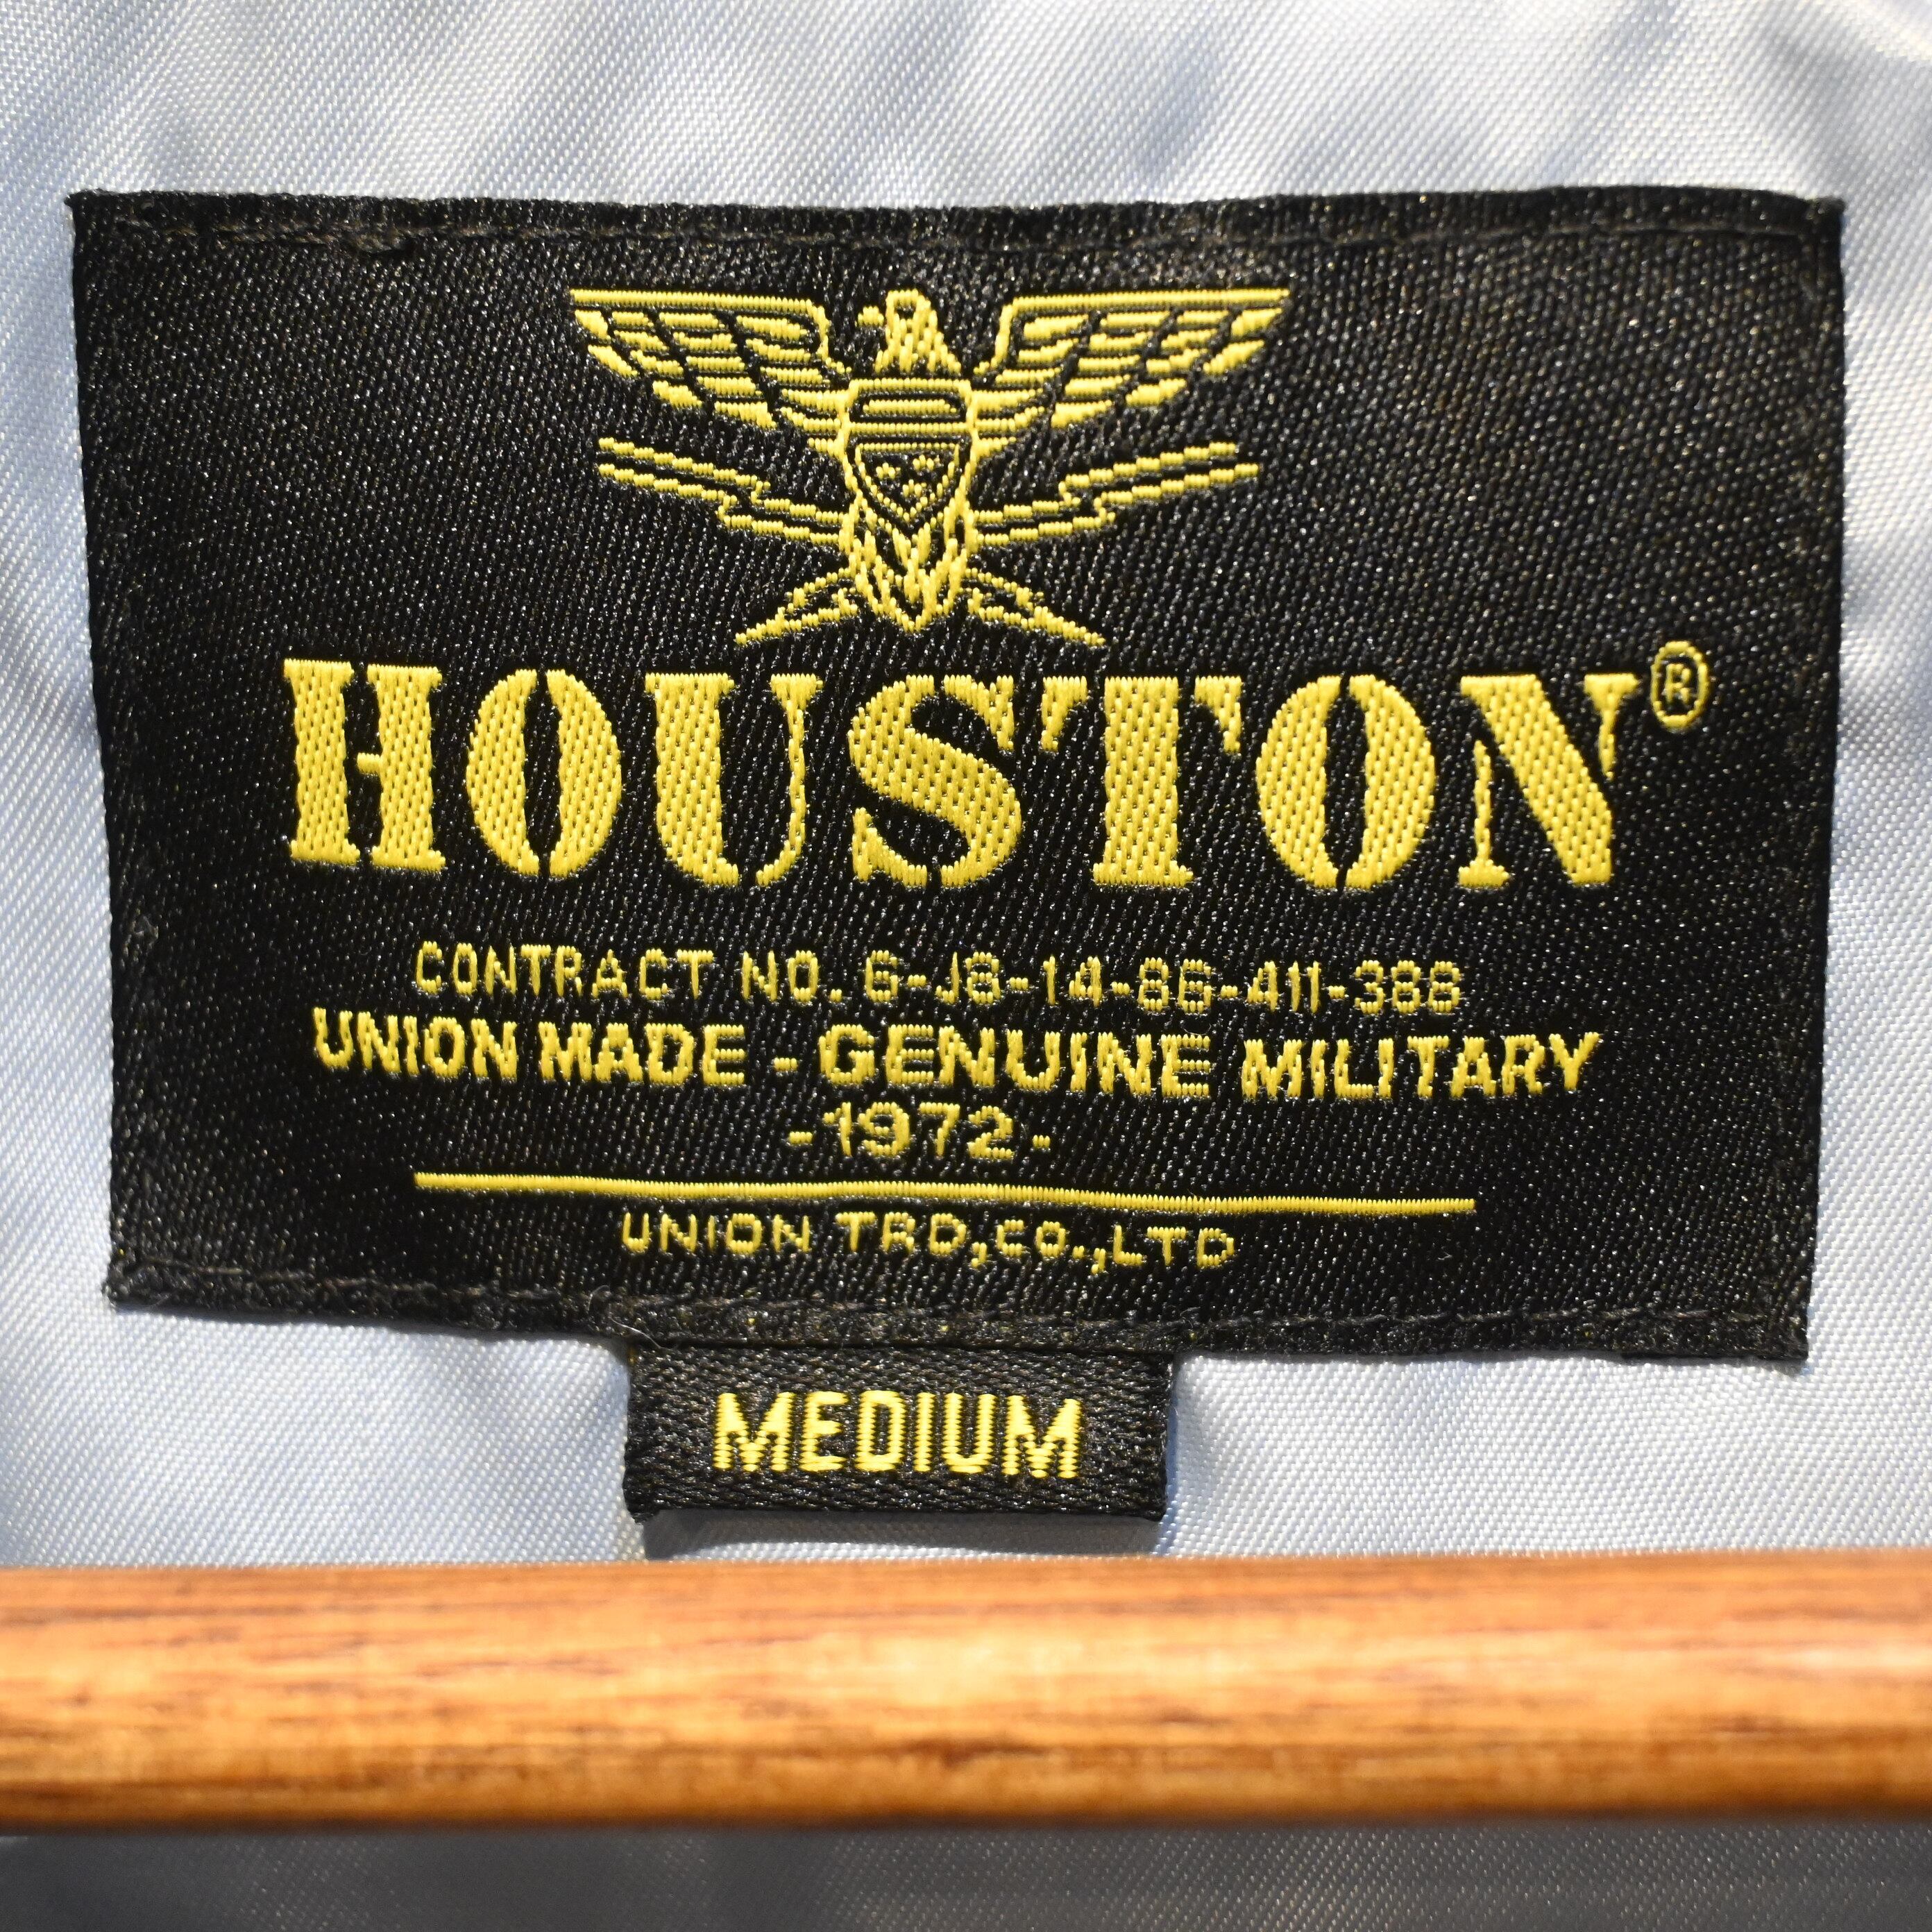 HOUSTON®
CONTRACT NO. 6-J8-14-86-411-388
UNION MADE - GENUINE MILITARY
-1972-
UNION TRD,CO.,LTD
MEDIUM